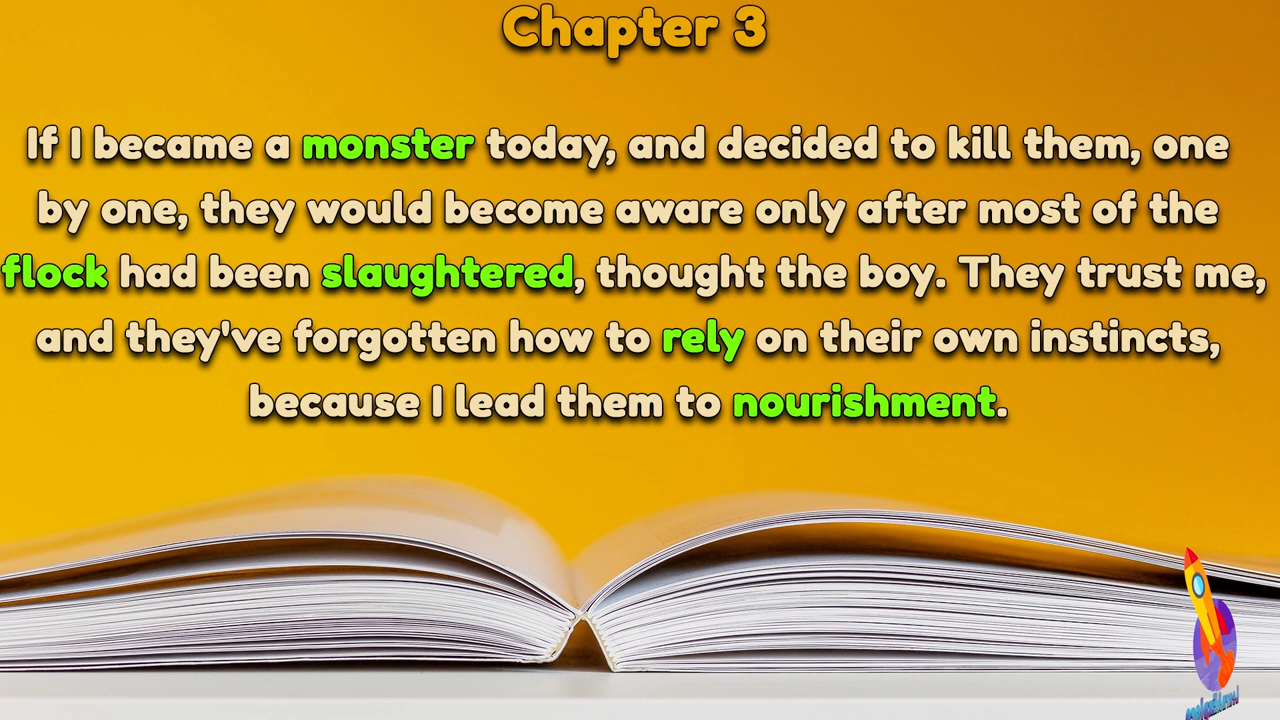 Chapter 3
If I became a monster today, and decided to kill them, one
by one, they would become aware only after most of the
flock had been slaughtered, thought the boy. They trust me,
and they've forgotten how to rely on their own instincts,
because I lead them to nourishment.